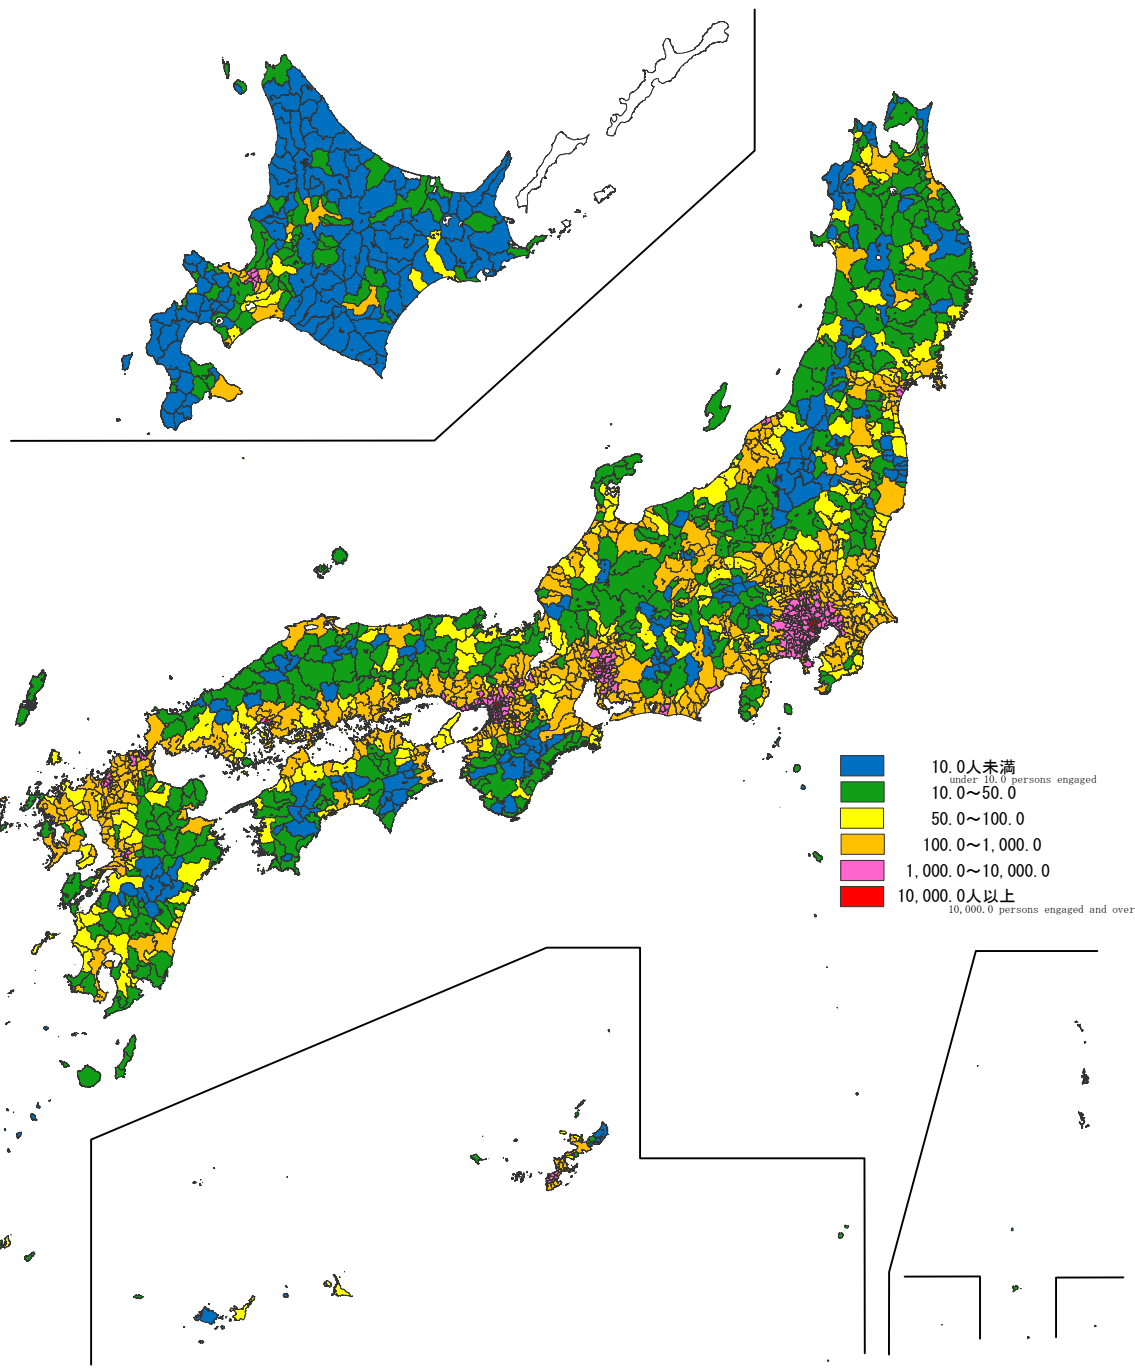 10.0人未満
under 10.0 persons engaged
10.0～50.0
50.0～100.0
100.0～1,000.0
1,000.0～10,000.0
10,000.0人以上
10,000.0 persons engaged and over